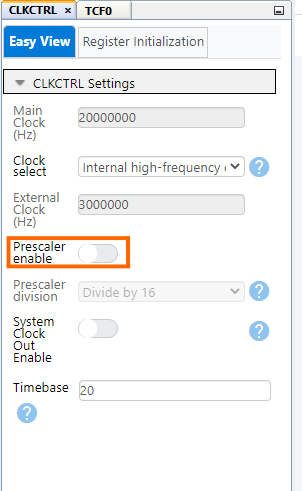 CLKCTRL × TCF0
Easy View Register Initialization
CLKCTRL Settings
Main
Clock
(Hz)
20000000
Clock
select
Internal high-frequency
?
External
Clock
(Hz)
3000000
Prescaler
enable
Prescaler
division
Divide by 16
?
System
Clock
Out
Enable
?
Timebase
20
?